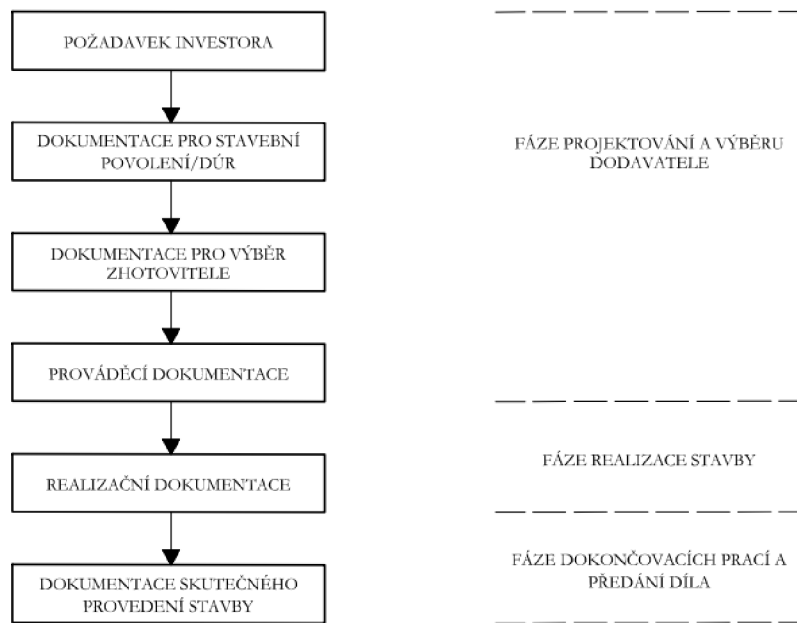 POŽADAVEK INVESTORA
DOKUMENTACE PRO STAVEBNÍ
POVOLENÍ/DÚR
FÁZE PROJEKTOVÁNÍ A VÝBĚRU
DODAVATELE
DOKUMENTACE PRO VÝBĚR
ZHOTOVITELE
PROVÁDĚCÍ DOKUMENTACE
FÁZE REALIZACE STAVBY
REALIZAČNÍ DOKUMENTACE
FÁZE DOKONČOVACÍCH PRACÍ A
PŘEDÁNÍ DÍLA
DOKUMENTACE SKUTEČNÉHO
PROVEDENÍ STAVBY